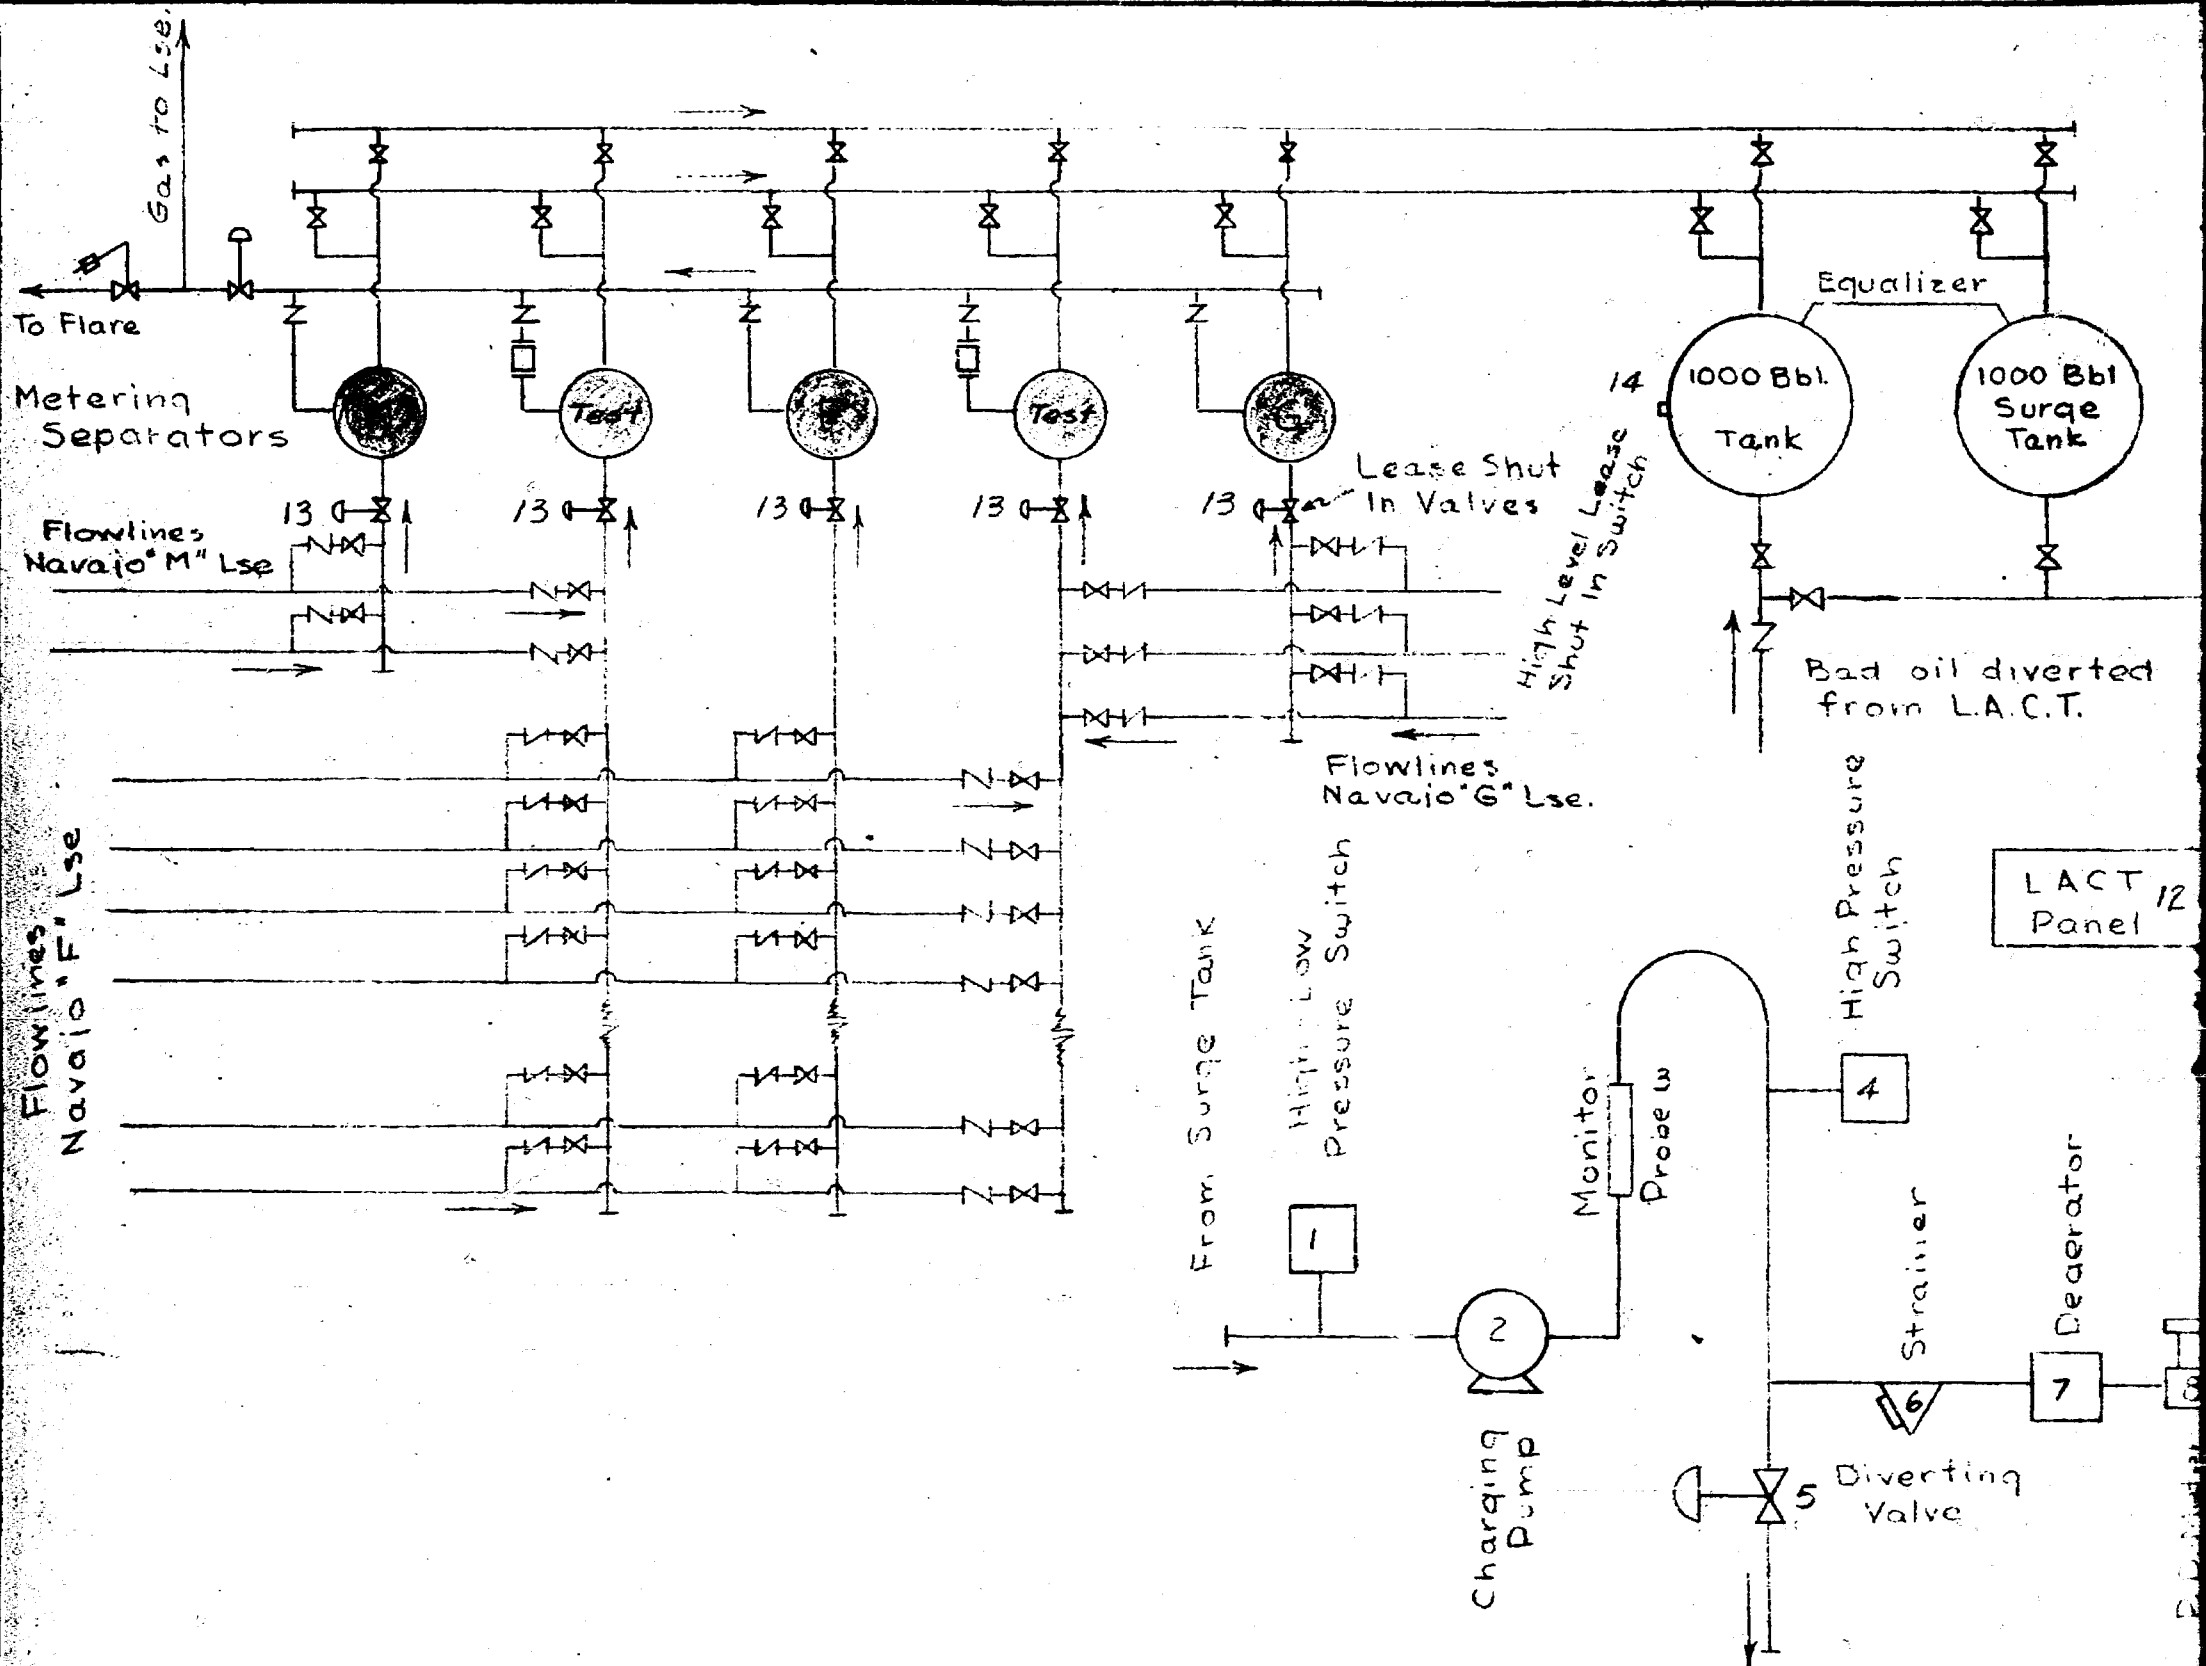 Gas to Lse.
To Flare
Metering
Separators
Test
F
Test
G
Equalizer
1000 Bbl.
Tank
1000 Bbl
Surge
Tank
14
High Level Lease
Shut In Switch
13
13
13
13
13
Lease Shut
In Valves
Flowlines
Navajo "M" Lse
Bad oil diverted
from L.A.C.T.
Flowlines
Navajo "G" Lse.
Flowlines
Navajo "F" Lse
From Surge Tank
High-Low
Pressure Switch
1
2
Charging
Pump
Monitor
Probe 3
High Pressure
Switch
4
LACT
Panel
12
Strainer
6
Deaerator
7
8
5
Diverting
Valve